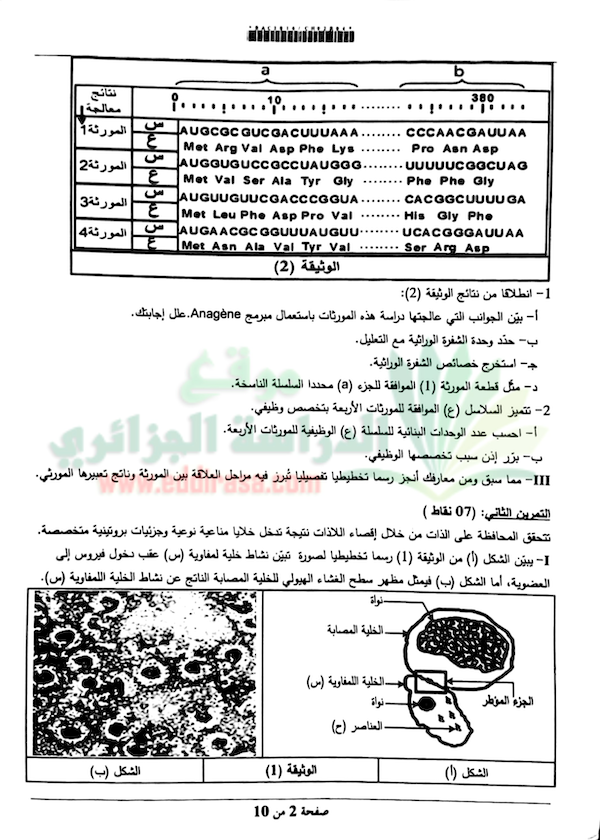 a b
نتائج معالجة 0 10 380
المورثة1 س AUGCGCGUCGACUUUAAA ........ CCCAACGAUUAA
ع Met Arg Val Asp Phe Lys Pro Asn Asp
المورثة2 س AUGGUGUCCGCCUAUGGG ........ UUUUUCGGCUAG
ع Met Val Ser Ala Tyr Gly Phe Phe Gly
المورثة3 س AUGUUGUUCGACCCGGUA ........ CACGGCUUUUGA
ع Met Leu Phe Asp Pro Val His Gly Phe
المورثة4 س AUGAACGCGGUUUAUGUU ........ UCACGGGAUUAA
ع Met Asn Ala Val Tyr Val Ser Arg Asp
الوثيقة (2)
1- انطلاقا من نتائج الوثيقة (2):
أ- بيّن الجوانب التي عالجتها دراسة هذه المورثات باستعمال مبرمج Anagène. علل إجابتك.
ب- حدّد وحدة الشفرة الوراثية مع التعليل.
جـ- استخرج خصائص الشفرة الوراثية.
د- مثّل قطعة المورثة (1) الموافقة للجزء (a) محددا السلسلة الناسخة.
2- تتميز السلاسل (ع) الموافقة للمورثات الأربعة بتخصص وظيفي.
أ- احسب عدد الوحدات البنائية للسلسلة (ع) الوظيفية للمورثات الأربعة.
ب- برّر إذن سبب تخصصها الوظيفي.
III- مما سبق ومن معارفك أنجز رسما تخطيطيا تفصيليا تُبرز فيه مراحل العلاقة بين المورثة وناتج تعبيرها المورثي.
موقع
الدراسة الجزائري
www.eddirasa.com
التمرين الثاني: (07 نقاط)
تتحقق المحافظة على الذات من خلال إقصاء اللاذات نتيجة تدخل خلايا مناعية نوعية وجزئيات بروتينية متخصصة.
I- يبيّن الشكل (أ) من الوثيقة (1) رسما تخطيطيا لصورة تبيّن نشاط خلية لمفاوية (س) عقب دخول فيروس إلى
العضوية، أما الشكل (ب) فيمثل مظهر سطح الغشاء الهيولي للخلية المصابة الناتج عن نشاط الخلية اللمفاوية (س).
نواة
الخلية المصابة
الخلية اللمفاوية (س)
الجزء المؤطر
نواة
العناصر (ح)
الشكل (أ) الوثيقة (1) الشكل (ب)
صفحة 2 من 10